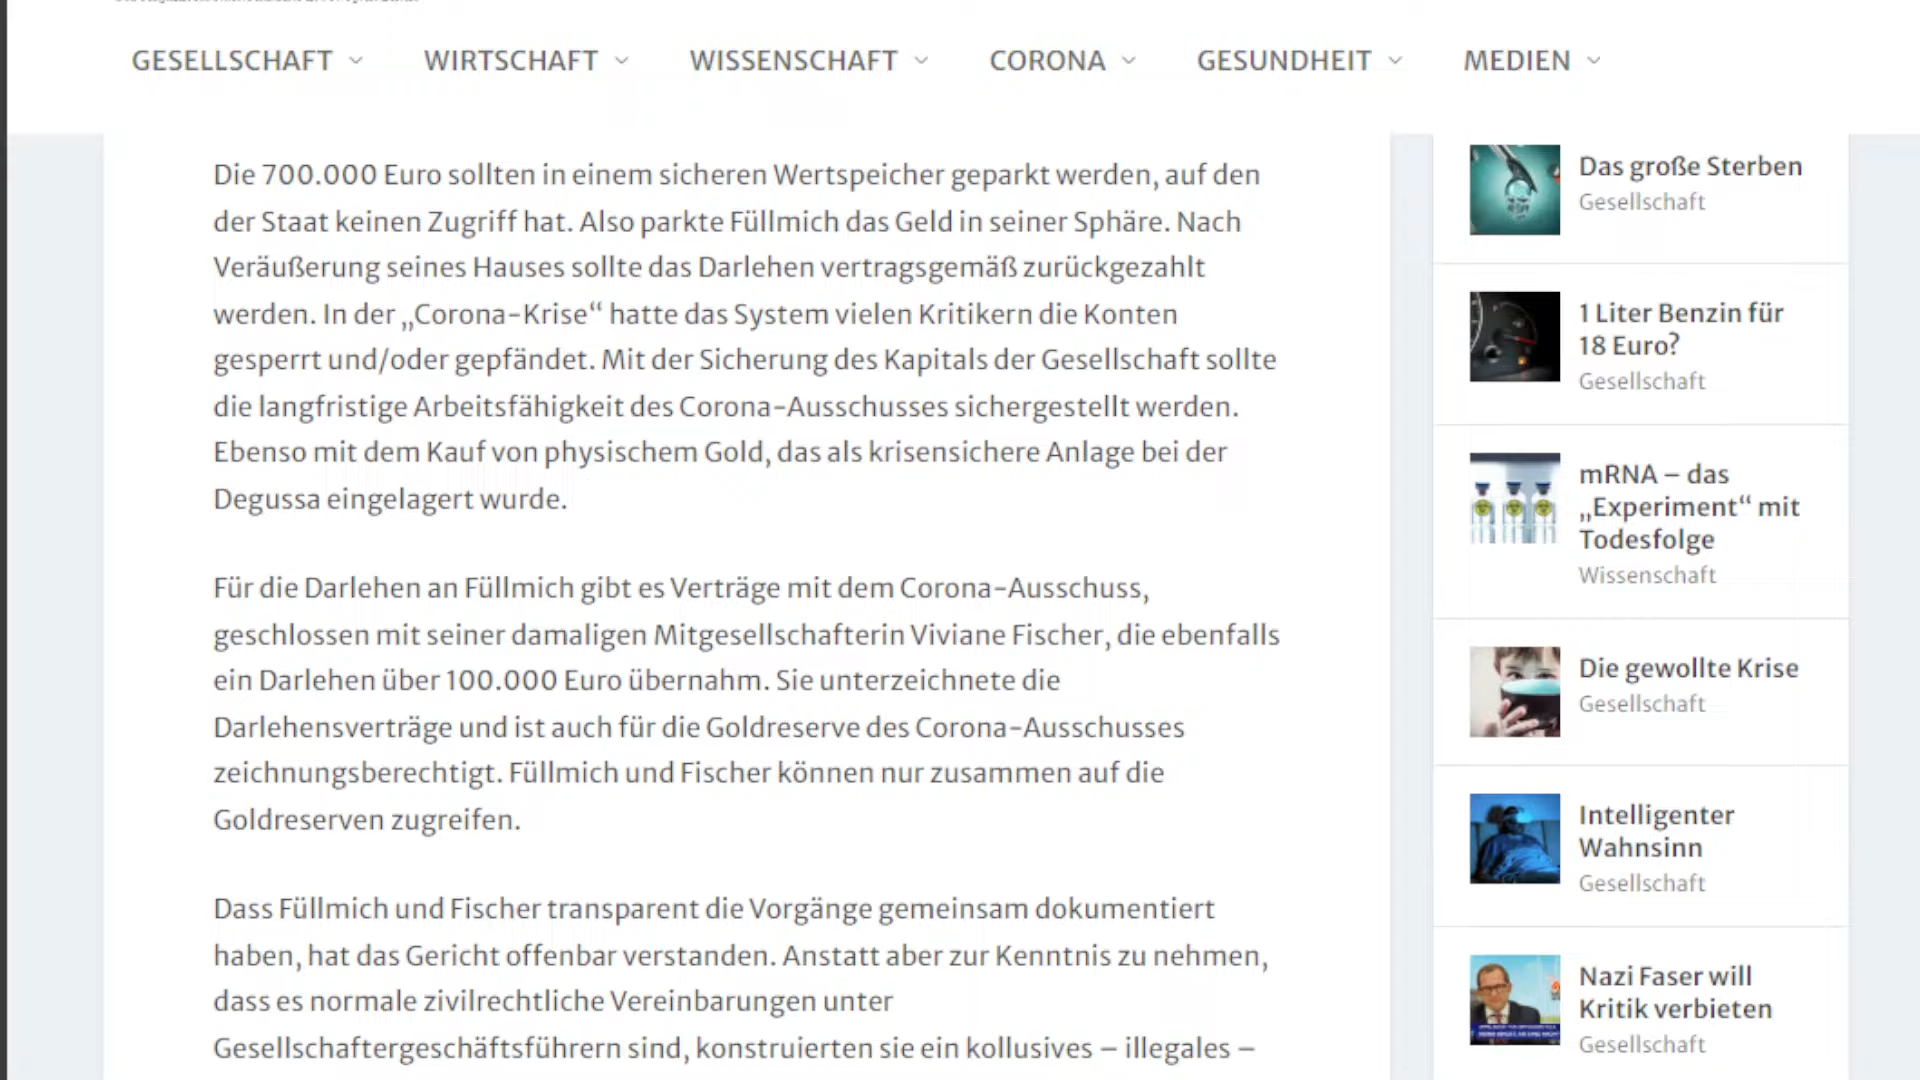 GESELLSCHAFT
WIRTSCHAFT
WISSENSCHAFT
CORONA
GESUNDHEIT
MEDIEN
Die 700.000 Euro sollten in einem sicheren Wertspeicher geparkt werden, auf den
der Staat keinen Zugriff hat. Also parkte Füllmich das Geld in seiner Sphäre. Nach
Veräußerung seines Hauses sollte das Darlehen vertragsgemäß zurückgezahlt
werden. In der „Corona-Krise“ hatte das System vielen Kritikern die Konten
gesperrt und/oder gepfändet. Mit der Sicherung des Kapitals der Gesellschaft sollte
die langfristige Arbeitsfähigkeit des Corona-Ausschusses sichergestellt werden.
Ebenso mit dem Kauf von physischem Gold, das als krisensichere Anlage bei der
Degussa eingelagert wurde.
Für die Darlehen an Füllmich gibt es Verträge mit dem Corona-Ausschuss,
geschlossen mit seiner damaligen Mitgesellschafterin Viviane Fischer, die ebenfalls
ein Darlehen über 100.000 Euro übernahm. Sie unterzeichnete die
Darlehensverträge und ist auch für die Goldreserve des Corona-Ausschusses
zeichnungsberechtigt. Füllmich und Fischer können nur zusammen auf die
Goldreserven zugreifen.
Dass Füllmich und Fischer transparent die Vorgänge gemeinsam dokumentiert
haben, hat das Gericht offenbar verstanden. Anstatt aber zur Kenntnis zu nehmen,
dass es normale zivilrechtliche Vereinbarungen unter
Gesellschaftergeschäftsführern sind, konstruierten sie ein kollusives – illegales –
Das große Sterben
Gesellschaft
1 Liter Benzin für
18 Euro?
Gesellschaft
mRNA – das
„Experiment“ mit
Todesfolge
Wissenschaft
Die gewollte Krise
Gesellschaft
Intelligenter
Wahnsinn
Gesellschaft
Nazi Faser will
Kritik verbieten
Gesellschaft